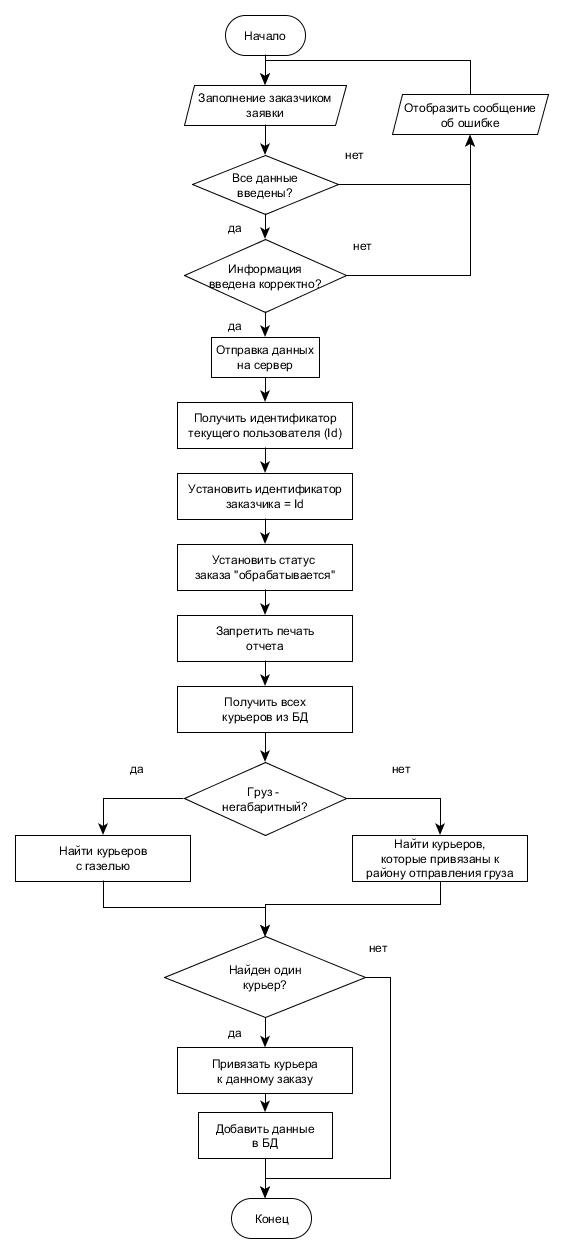 Начало
Заполнение заказчиком
заявки
Отобразить сообщение
об ошибке
нет
Все данные
введены?
да
нет
Информация
введена корректно?
да
Отправка данных
на сервер
Получить идентификатор
текущего пользователя (Id)
Установить идентификатор
заказчика = Id
Установить статус
заказа "обрабатывается"
Запретить печать
отчета
Получить всех
курьеров из БД
да
нет
Груз -
негабаритный?
Найти курьеров
с газелью
Найти курьеров,
которые привязаны к
району отправления груза
нет
Найден один
курьер?
да
Привязать курьера
к данному заказу
Добавить данные
в БД
Конец